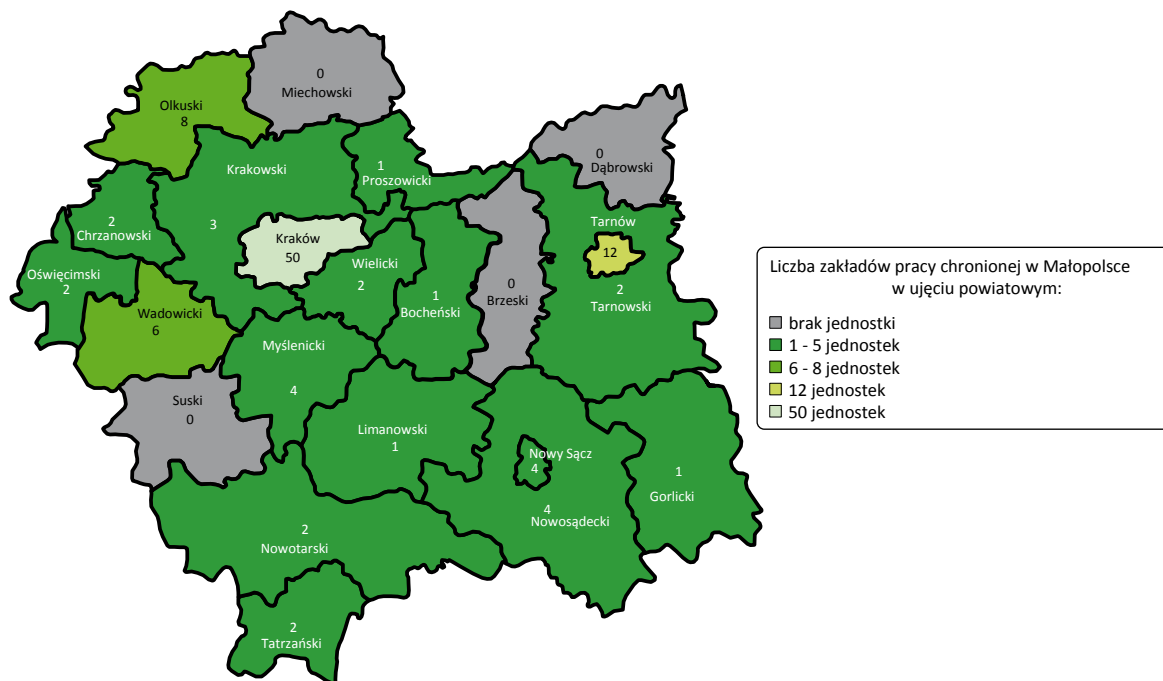 0
Miechowski
Olkuski
8
0
Dąbrowski
1
Proszowicki
Krakowski
3
2
Chrzanowski
Tarnów
12
Kraków
50
Wielicki
2
Oświęcimski
2
0
Brzeski
1
Bocheński
2
Tarnowski
Wadowicki
6
Myślenicki
4
Suski
0
Limanowski
1
Nowy Sącz
4
1
Gorlicki
4
Nowosądecki
2
Nowotarski
2
Tatrzański
Liczba zakładów pracy chronionej w Małopolsce
w ujęciu powiatowym:
brak jednostki
1 - 5 jednostek
6 - 8 jednostek
12 jednostek
50 jednostek